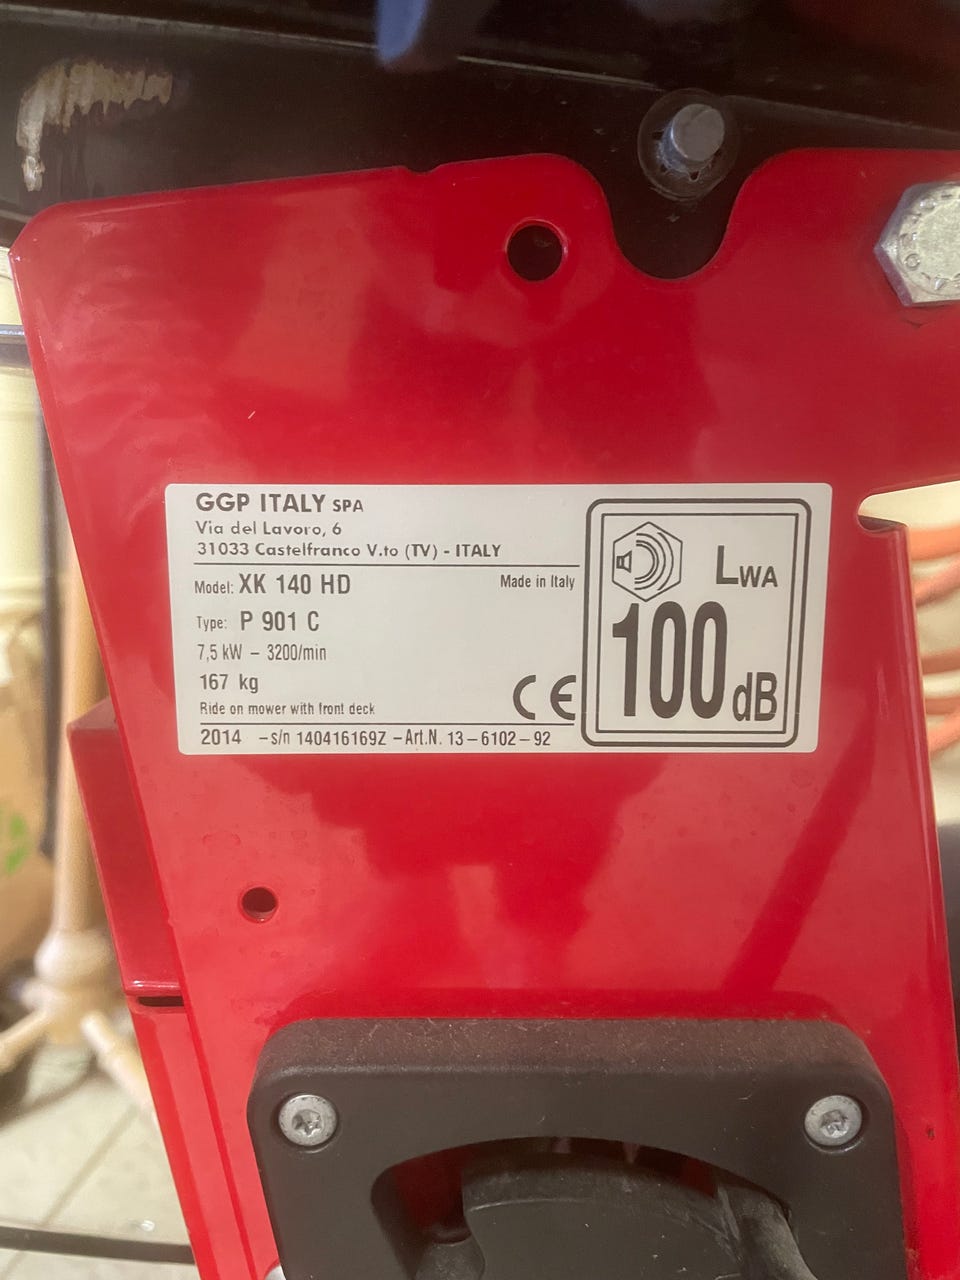 GGP ITALY SPA
Via del Lavoro, 6
31033 Castelfranco V.to (TV) - ITALY
Model: XK 140 HD
Made in Italy
Type: P 901 C
7,5 kW – 3200/min
167 kg
Ride on mower with front deck
CE
2014 –s/n 140416169Z –Art.N. 13–6102–92
LWA
100 dB